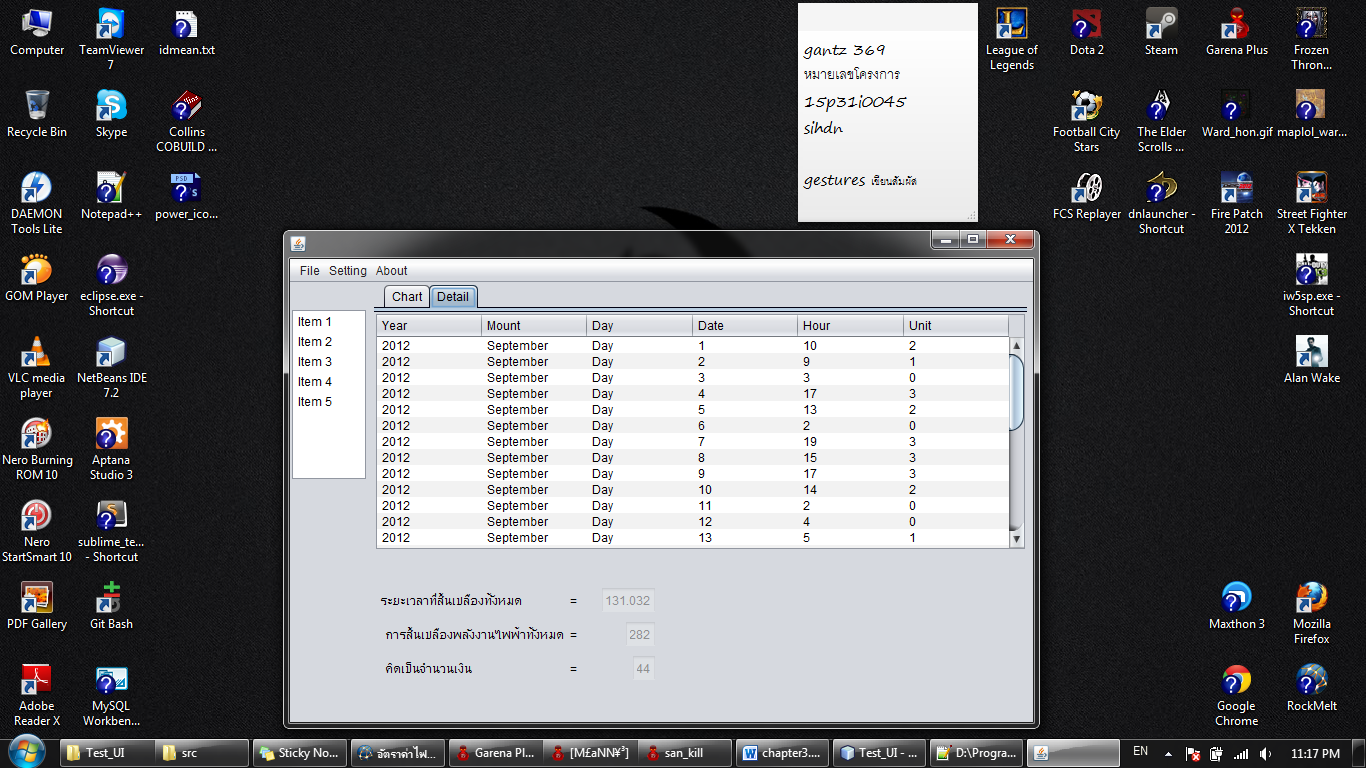 Computer
TeamViewer 7
idmean.txt
Recycle Bin
Skype
Collins COBUILD ...
DAEMON Tools Lite
Notepad++
power_ico...
GOM Player
eclipse.exe - Shortcut
VLC media player
NetBeans IDE 7.2
Nero Burning ROM 10
Aptana Studio 3
Nero StartSmart 10
sublime_te... - Shortcut
PDF Gallery
Git Bash
Adobe Reader X
MySQL Workben...
gantz 369
หมายเลขโครงการ
15p31i0045
sihdn
gestures เขียนสัมผัส
League of Legends
Dota 2
Steam
Garena Plus
Frozen Thron...
Football City Stars
The Elder Scrolls ...
Ward_hon.gif
maplol_war...
FCS Replayer
dnlauncher - Shortcut
Fire Patch 2012
Street Fighter X Tekken
iw5sp.exe - Shortcut
Alan Wake
Maxthon 3
Mozilla Firefox
Google Chrome
RockMelt
File Setting About
Chart Detail
Item 1
Item 2
Item 3
Item 4
Item 5
Year Mount Day Date Hour Unit
2012 September Day 1 10 2
2012 September Day 2 9 1
2012 September Day 3 3 0
2012 September Day 4 17 3
2012 September Day 5 13 2
2012 September Day 6 2 0
2012 September Day 7 19 3
2012 September Day 8 15 3
2012 September Day 9 17 3
2012 September Day 10 14 2
2012 September Day 11 2 0
2012 September Day 12 4 0
2012 September Day 13 5 1
ระยะเวลาที่สิ้นเปลืองทั้งหมด = 131.032
การสิ้นเปลืองพลังงานไฟฟ้าทั้งหมด = 282
คิดเป็นจำนวนเงิน = 44
Test_UI src Sticky No... อัตราค่าไฟ... Garena Pl... [M£aNN¥³] san_kill chapter3.... Test_UI - ... D:\Progra... EN 11:17 PM